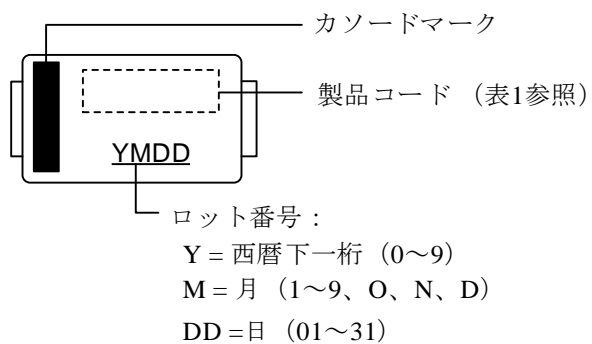 カソードマーク
製品コード （表1参照）
YMDD
ロット番号：
Y = 西暦下一桁（0～9）
M = 月（1～9、O、N、D）
DD =日（01～31）